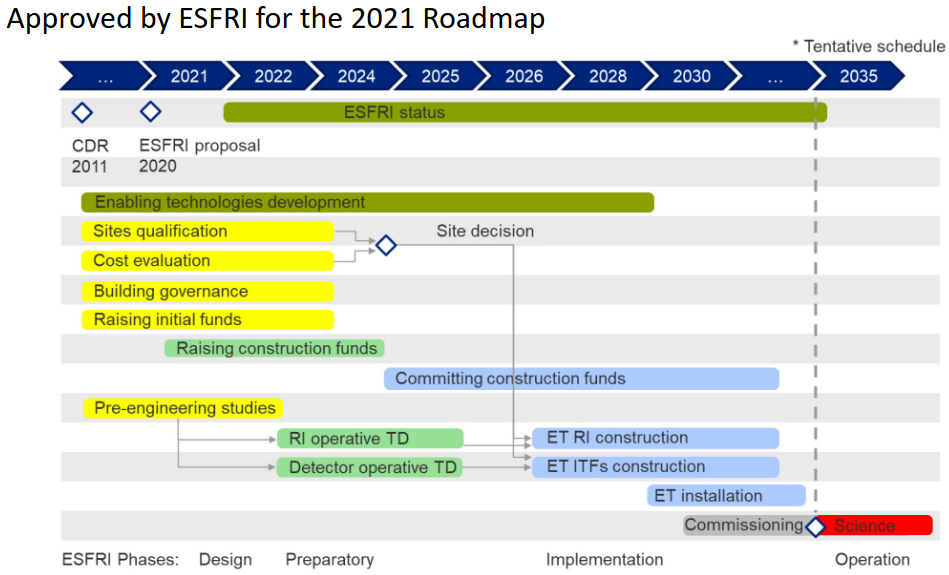 Approved by ESFRI for the 2021 Roadmap
* Tentative schedule
... 2021 2022 2024 2025 2026 2028 2030 ... 2035
ESFRI status
CDR ESFRI proposal
2011 2020
Enabling technologies development
Sites qualification Site decision
Cost evaluation
Building governance
Raising initial funds
Raising construction funds
Committing construction funds
Pre-engineering studies
RI operative TD ET RI construction
Detector operative TD ET ITFs construction
ET installation
Commissioning Science
ESFRI Phases: Design Preparatory Implementation Operation